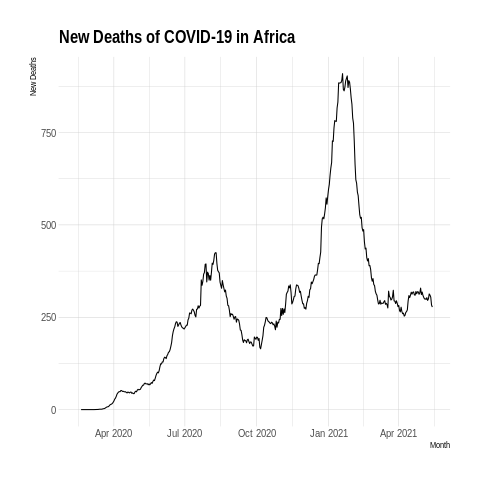 New Deaths of COVID-19 in Africa
New Deaths
750
500
250
0
Apr 2020 Jul 2020 Oct 2020 Jan 2021 Apr 2021
Month